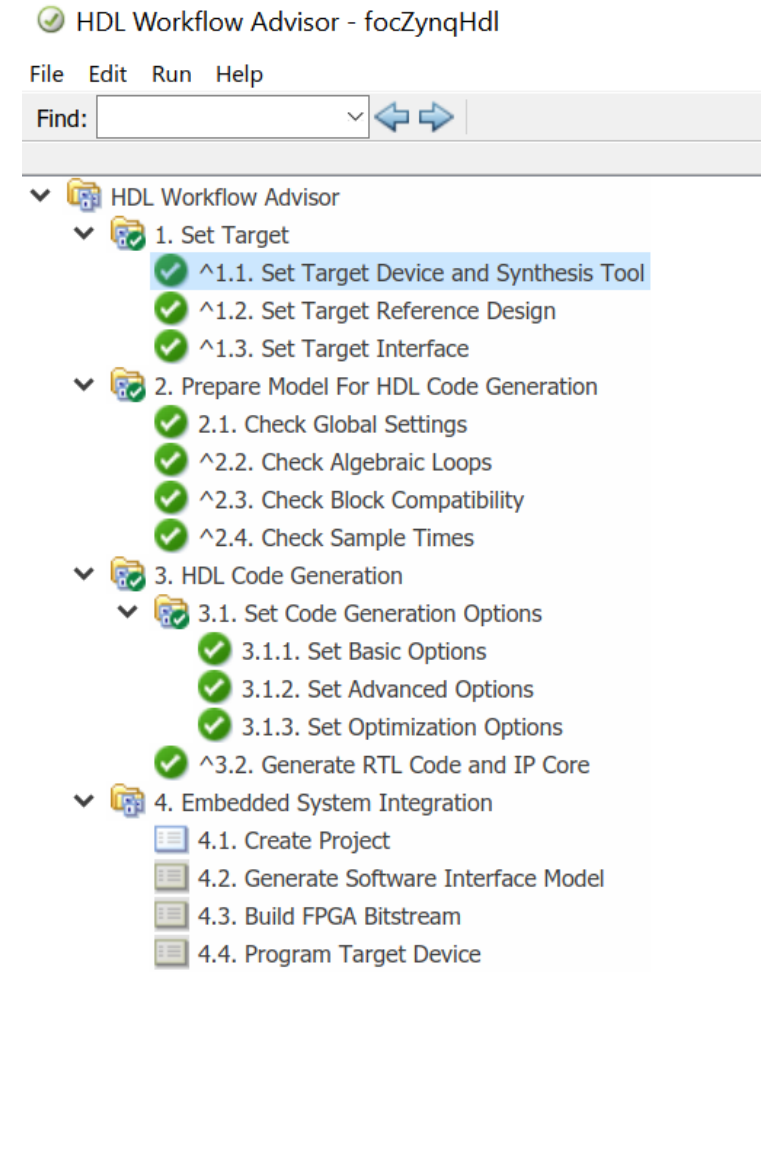 HDL Workflow Advisor - focZynqHdl
File Edit Run Help
Find:
HDL Workflow Advisor
1. Set Target
^1.1. Set Target Device and Synthesis Tool
^1.2. Set Target Reference Design
^1.3. Set Target Interface
2. Prepare Model For HDL Code Generation
2.1. Check Global Settings
^2.2. Check Algebraic Loops
^2.3. Check Block Compatibility
^2.4. Check Sample Times
3. HDL Code Generation
3.1. Set Code Generation Options
3.1.1. Set Basic Options
3.1.2. Set Advanced Options
3.1.3. Set Optimization Options
^3.2. Generate RTL Code and IP Core
4. Embedded System Integration
4.1. Create Project
4.2. Generate Software Interface Model
4.3. Build FPGA Bitstream
4.4. Program Target Device